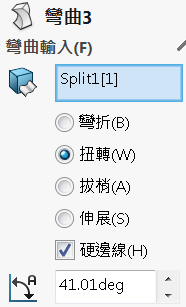 彎曲3
彎曲輸入(F)
Split1[1]
彎折(B)
扭轉(W)
拔梢(A)
伸展(S)
硬邊線(H)
A
41.01deg